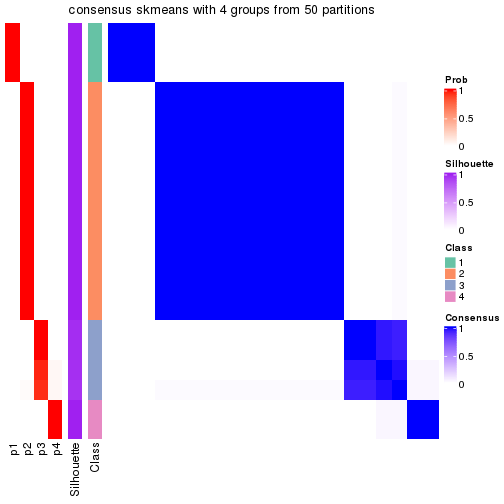 consensus skmeans with 4 groups from 50 partitions
Prob
1
0.5
0
Silhouette
1
0.5
0
Class
1
2
3
4
Consensus
1
0.5
0
p1
p2
p3
p4
Silhouette
Class